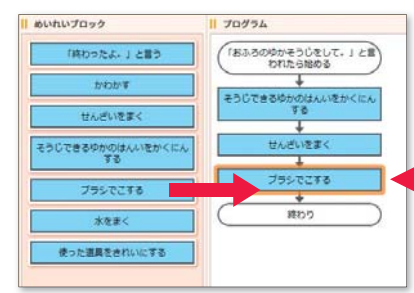 めいれいブロック
「終わったよ。」と言う
かわかす
せんざいをまく
そうじできるゆかのはんいをかくにん
する
ブラシでこする
水をまく
使った道具をきれいにする
プログラム
「おふろのゆかそうじをして。」と言
われたら始める
そうじできるゆかのはんいをかくにん
する
せんざいをまく
ブラシでこする
終わり